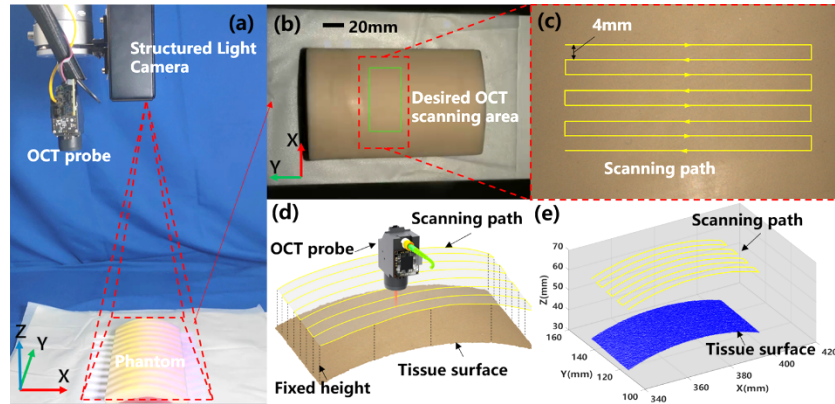 (a)
Structured Light
Camera
OCT probe
Phantom
Z
Y
X
(b)
20mm
Desired OCT
scanning area
X
Y
(c)
4mm
Scanning path
(d)
Scanning path
OCT probe
Fixed height
Tissue surface
(e)
Scanning path
Tissue surface
Z(mm)
70
60
50
40
30
160
140
120
100
Y(mm)
340
360
380
400
420
X(mm)